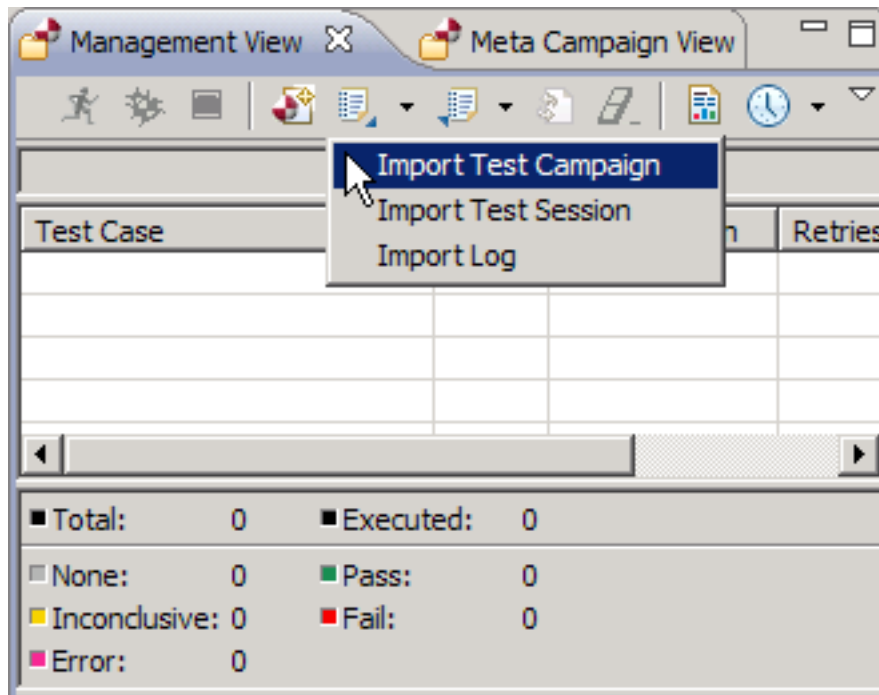 Management View Meta Campaign View
Import Test Campaign
Import Test Session
Import Log
Test Case Retries
Total: 0 Executed: 0
None: 0 Pass: 0
Inconclusive: 0 Fail: 0
Error: 0